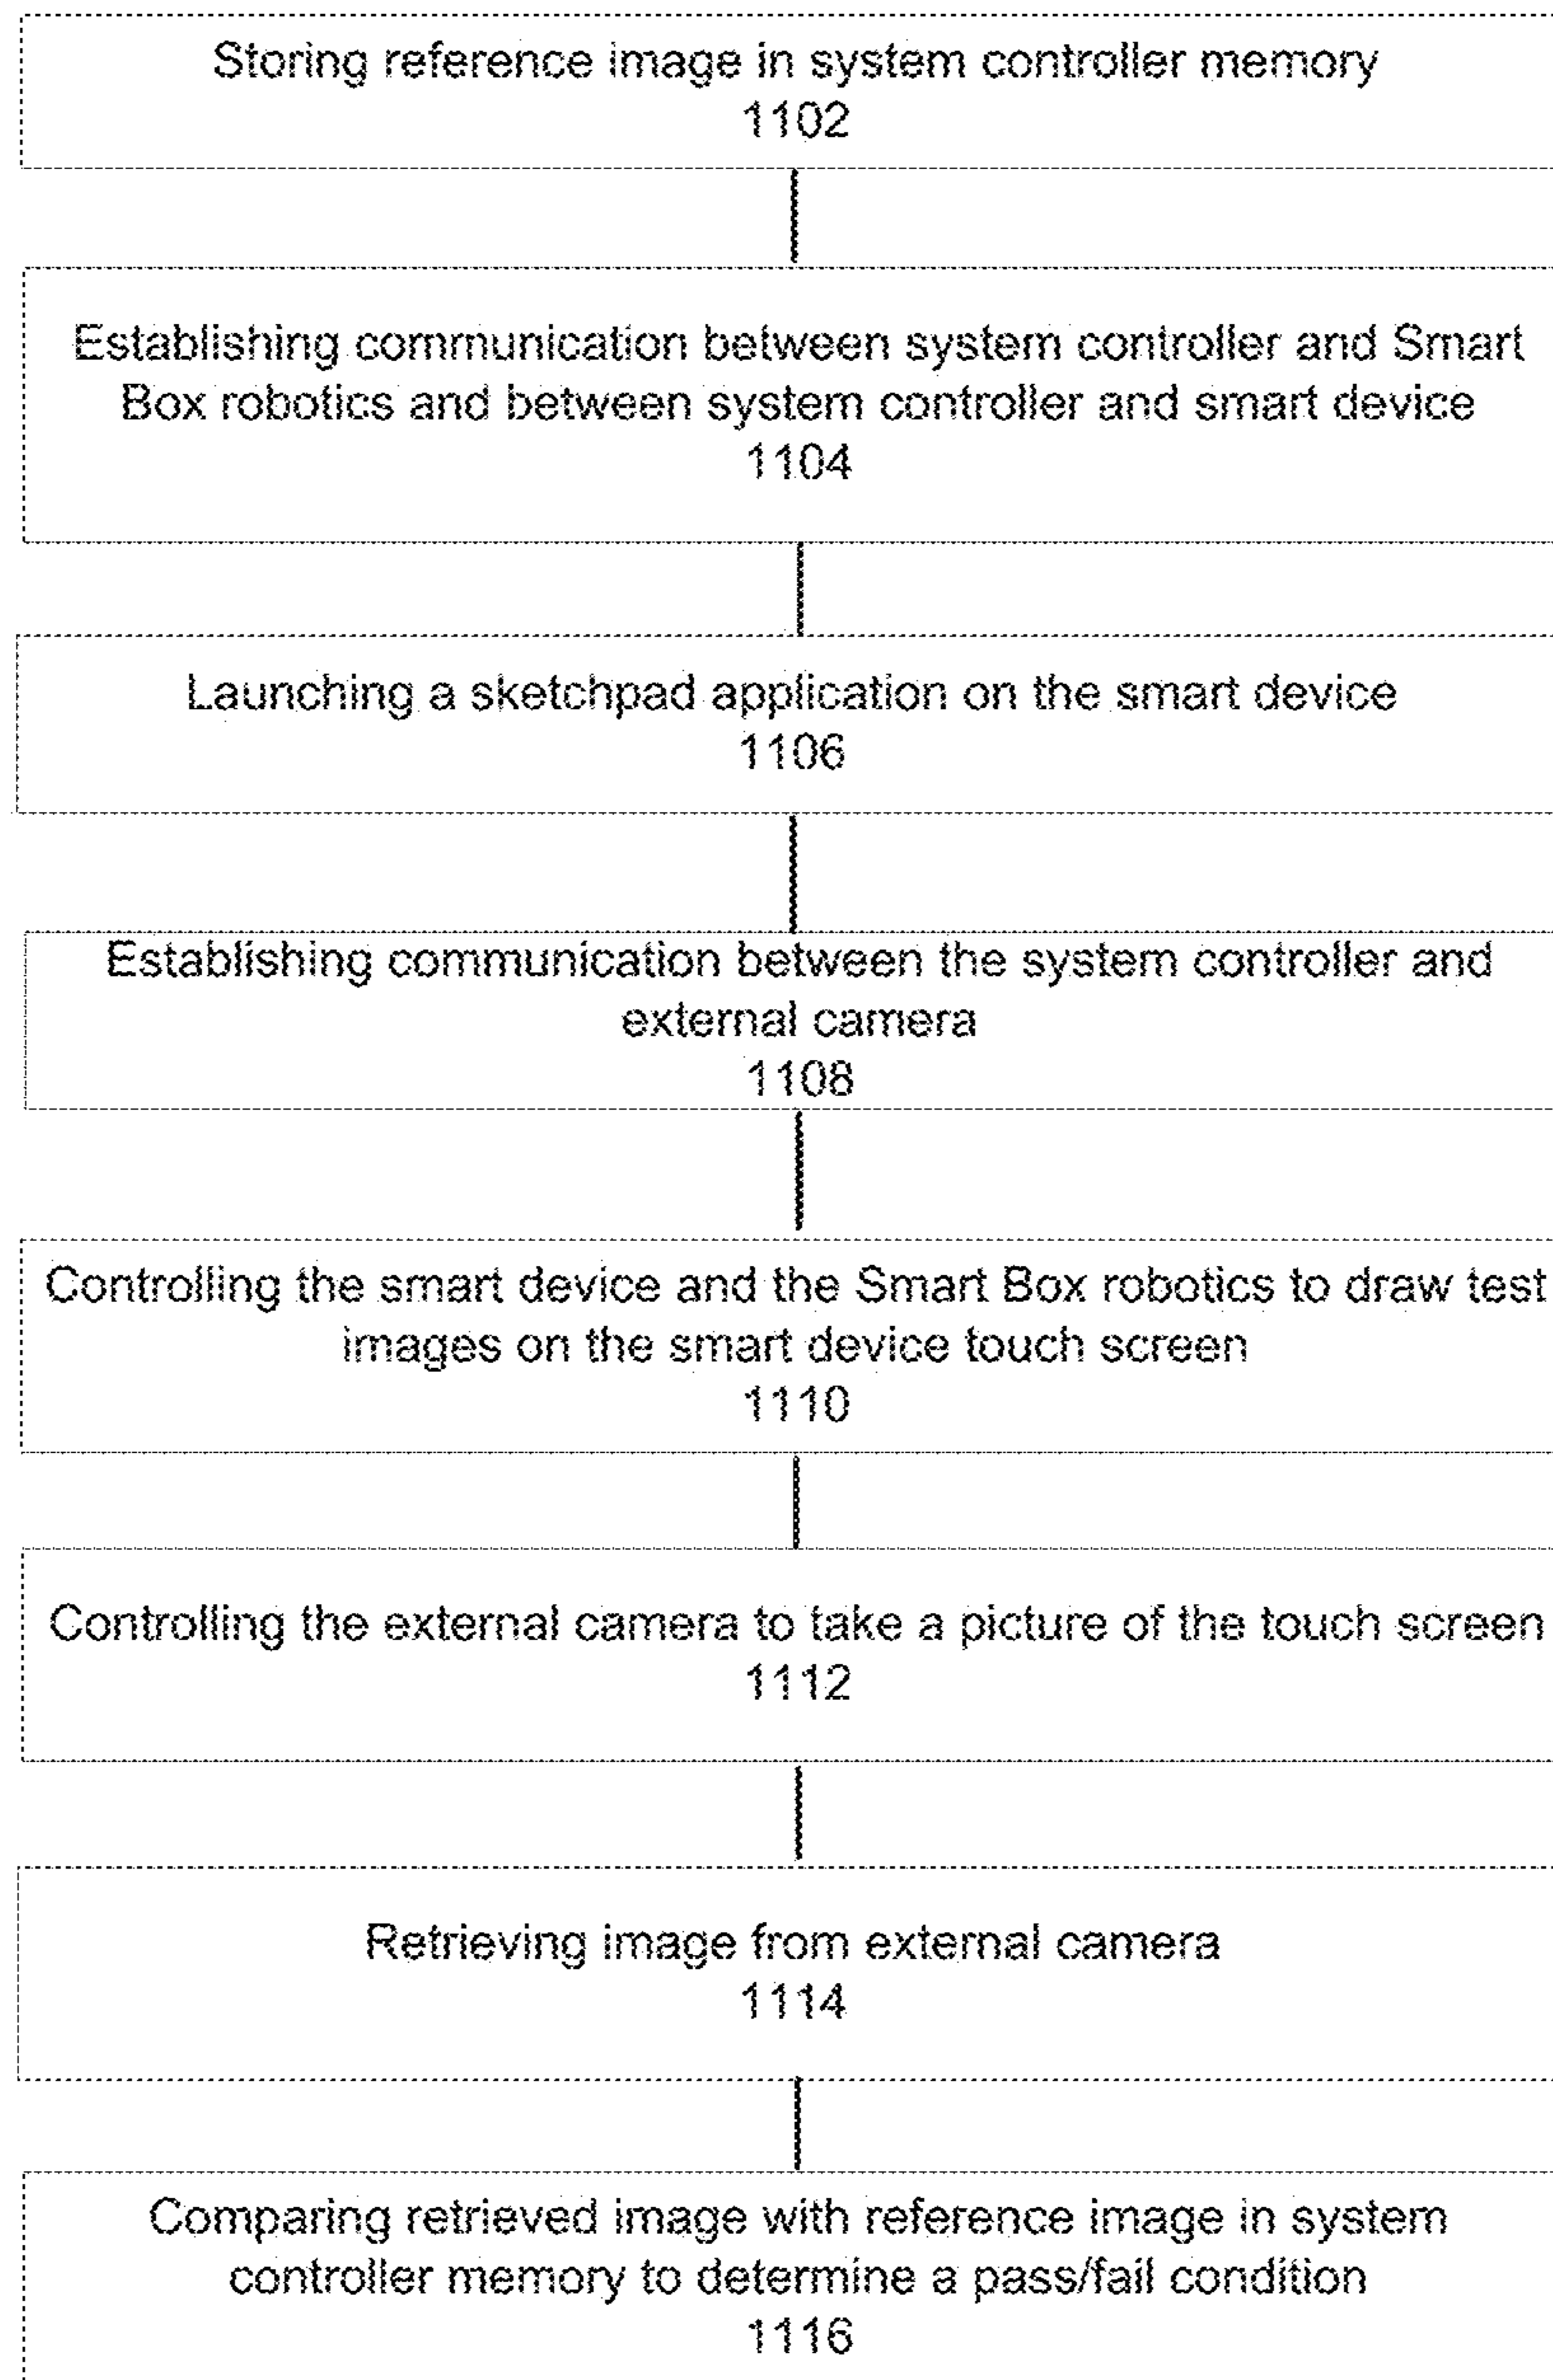 Storing reference image in system controller memory
1102
Establishing communication between system controller and Smart
Box robotics and between system controller and smart device
1104
Launching a sketchpad application on the smart device
1106
Establishing communication between the system controller and
external camera
1108
Controlling the smart device and the Smart Box robotics to draw test
images on the smart device touch screen
1110
Controlling the external camera to take a picture of the touch screen
1112
Retrieving image from external camera
1114
Comparing retrieved image with reference image in system
controller memory to determine a pass/fail condition
1116